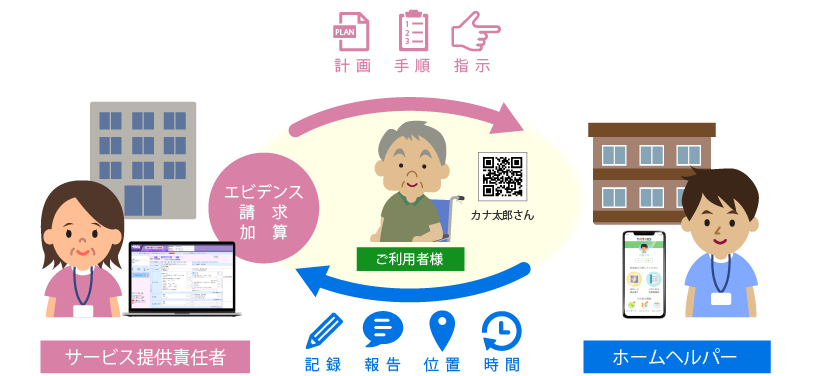 PLAN
1
2
3
計画 手順 指示
エビデンス
請求
加算
カナ太郎さん
ご利用者様
記録 報告 位置 時間
サービス提供責任者
ホームヘルパー